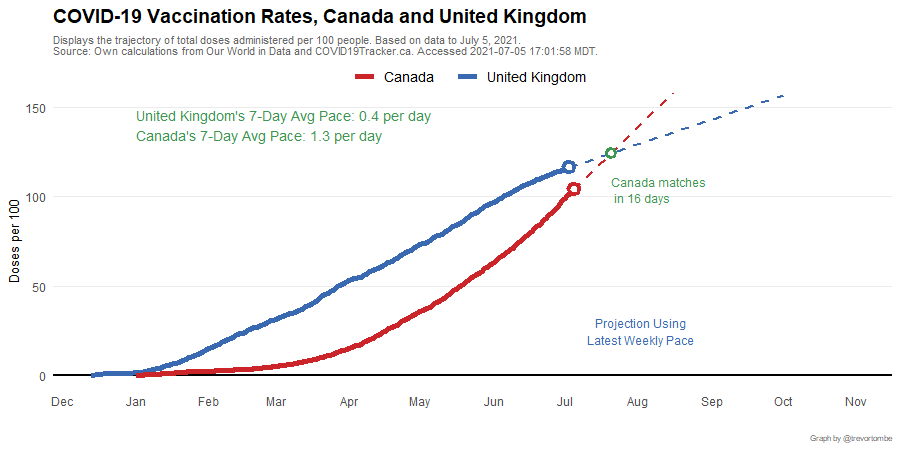 COVID-19 Vaccination Rates, Canada and United Kingdom
Displays the trajectory of total doses administered per 100 people. Based on data to July 5, 2021.
Source: Own calculations from Our World in Data and COVID19Tracker.ca. Accessed 2021-07-05 17:01:58 MDT.
Canada United Kingdom
150
United Kingdom's 7-Day Avg Pace: 0.4 per day
Canada's 7-Day Avg Pace: 1.3 per day
Canada matches
in 16 days
100
Doses per 100
50
Projection Using
Latest Weekly Pace
0
Dec Jan Feb Mar Apr May Jun Jul Aug Sep Oct Nov
Graph by @trevortombe